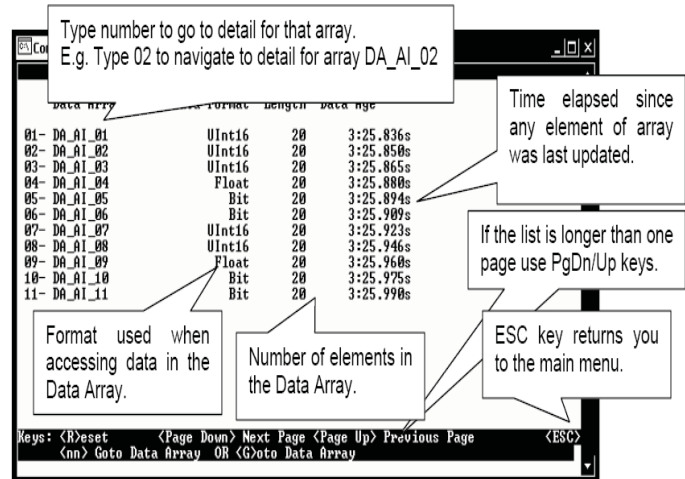 Type number to go to detail for that array.
E.g. Type 02 to navigate to detail for array DA_AI_02
Length
01- DA_AI_01 UInt16 20 3:25.836s
02- DA_AI_02 UInt16 20 3:25.850s
03- DA_AI_03 UInt16 20 3:25.865s
04- DA_AI_04 Float 20 3:25.880s
05- DA_AI_05 Bit 20 3:25.894s
06- DA_AI_06 Bit 20 3:25.909s
07- DA_AI_07 UInt16 20 3:25.923s
08- DA_AI_08 UInt16 20 3:25.946s
09- DA_AI_09 Float 20 3:25.960s
10- DA_AI_10 Bit 20 3:25.975s
11- DA_AI_11 Bit 20 3:25.990s
Time elapsed since
any element of array
was last updated.
If the list is longer than one
page use PgDn/Up keys.
Format used when
accessing data in the
Data Array.
Number of elements in
the Data Array.
ESC key returns you
to the main menu.
Keys: <R>eset <Page Down> Next Page <Page Up> Previous Page <ESC>
<nn> Goto Data Array OR <G>oto Data Array